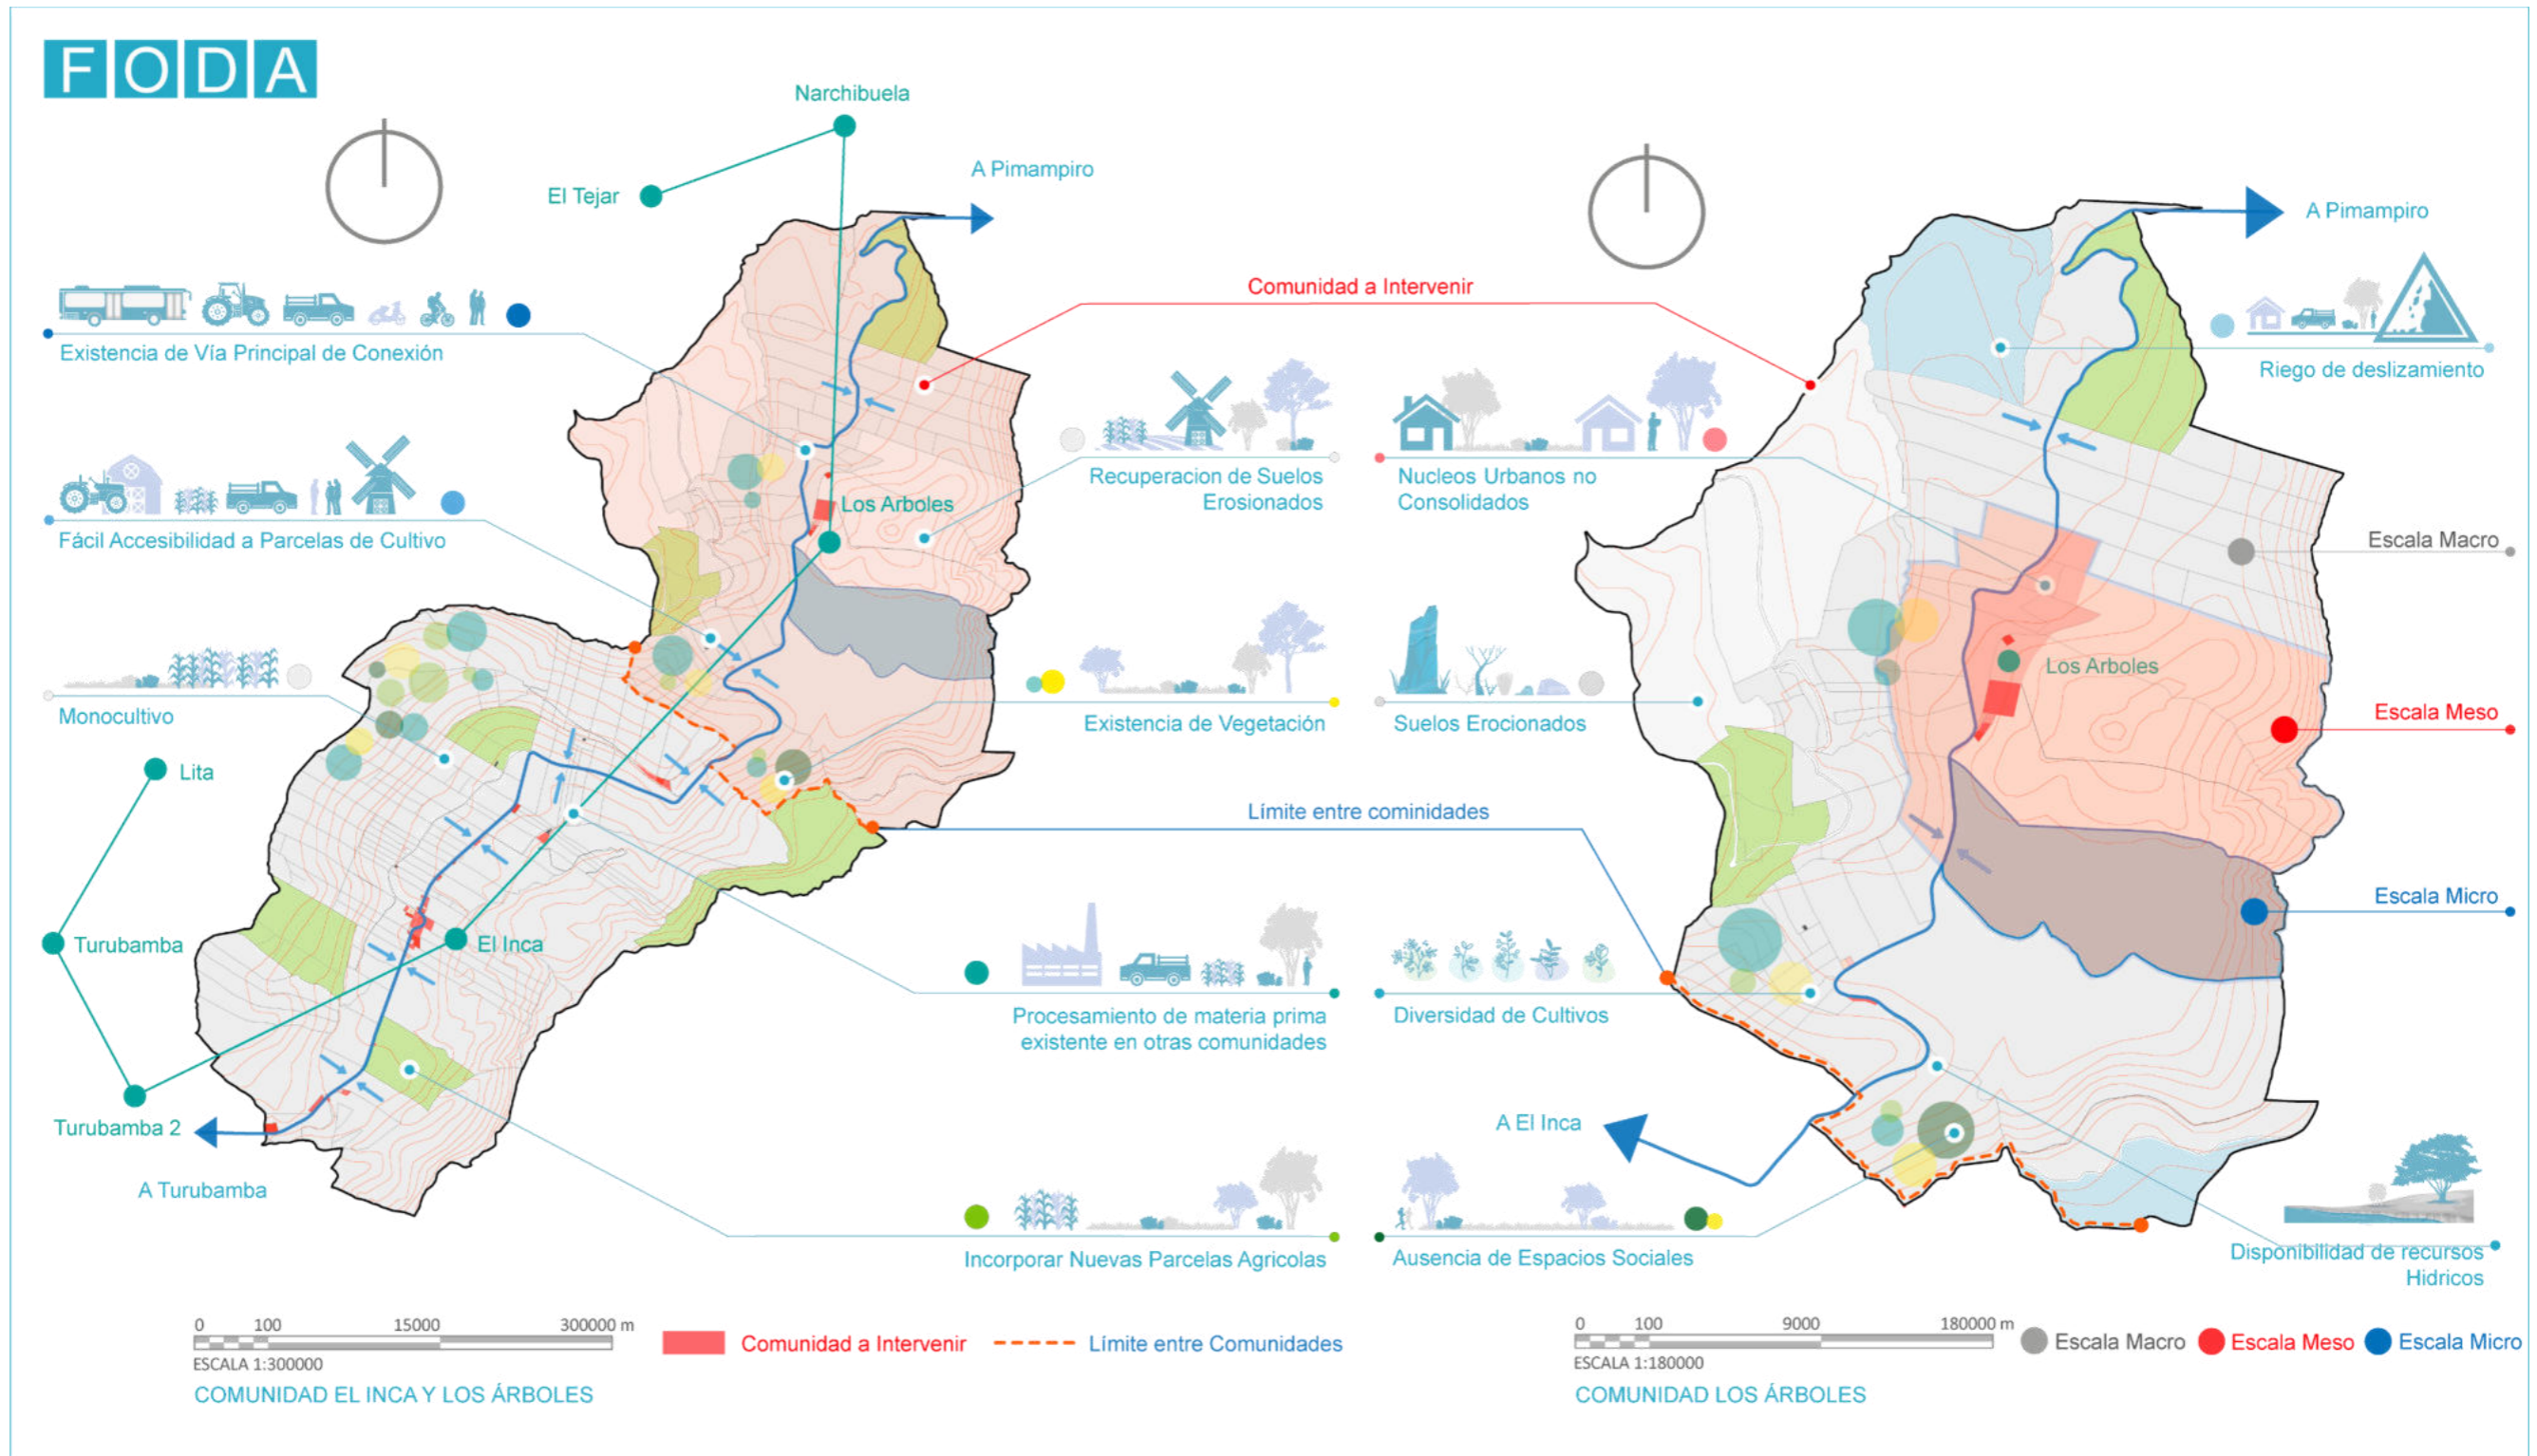 FODA
Narchibuela
El Tejar
A Pimampiro
A Pimampiro
Comunidad a Intervenir
Existencia de Vía Principal de Conexión
Riego de deslizamiento
Fácil Accesibilidad a Parcelas de Cultivo
Recuperacion de Suelos
Erosionados
Nucleos Urbanos no
Consolidados
Los Arboles
Escala Macro
Los Arboles
Monocultivo
Existencia de Vegetación
Suelos Erocionados
Escala Meso
Lita
Límite entre cominidades
Escala Micro
Turubamba
El Inca
Procesamiento de materia prima
existente en otras comunidades
Diversidad de Cultivos
Turubamba 2
A El Inca
A Turubamba
Incorporar Nuevas Parcelas Agricolas
Ausencia de Espacios Sociales
Disponibilidad de recursos
Hidricos
0 100 15000 300000 m
ESCALA 1:300000
COMUNIDAD EL INCA Y LOS ÁRBOLES
Comunidad a Intervenir
Límite entre Comunidades
0 100 9000 180000 m
ESCALA 1:180000
COMUNIDAD LOS ÁRBOLES
Escala Macro
Escala Meso
Escala Micro